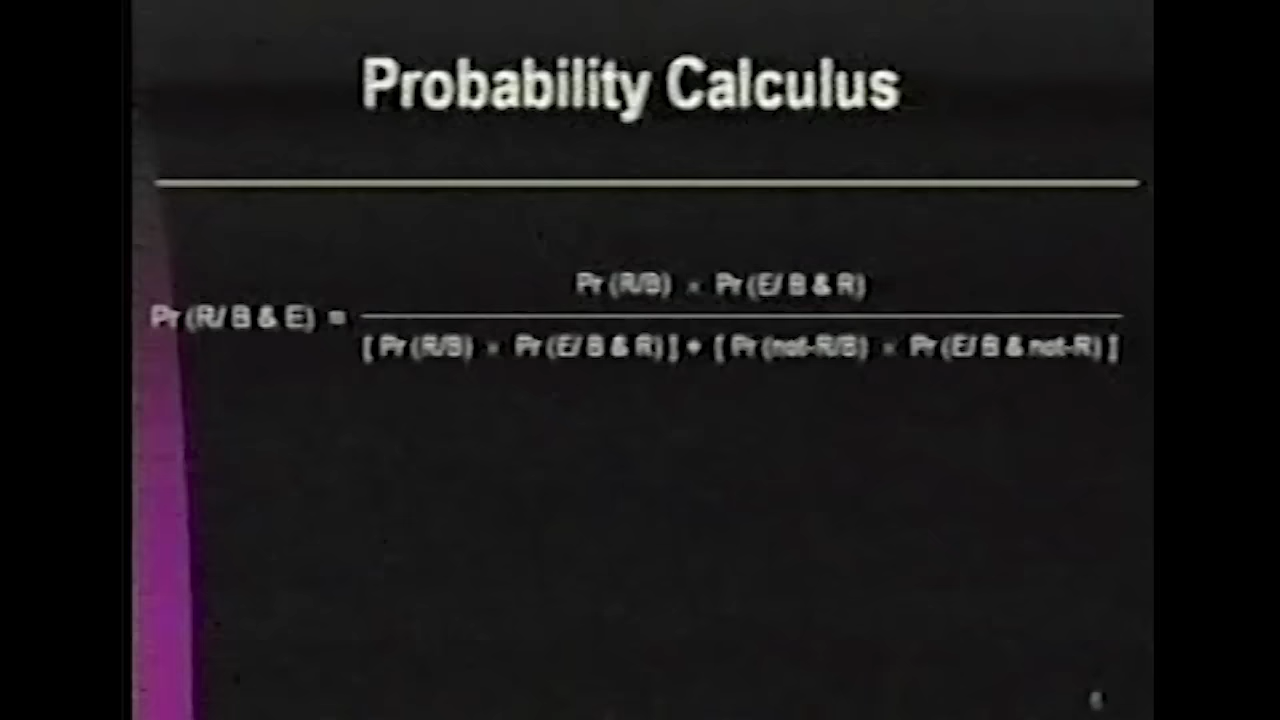 Probability Calculus
Pr (R/B) × Pr (E/ B & R)
Pr (R/ B & E) =
[ Pr (R/B) × Pr (E/ B & R) ] + [ Pr (not-R/B) × Pr (E/ B & not-R) ]